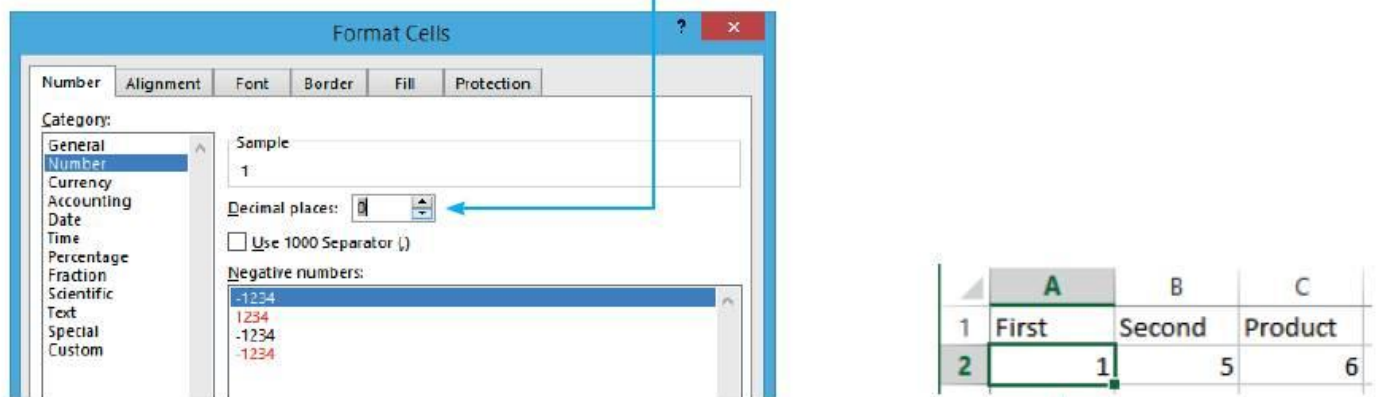 Format Cells ? ×
Number Alignment Font Border Fill Protection
Category:
General
Number
Currency
Accounting
Date
Time
Percentage
Fraction
Scientific
Text
Special
Custom
Sample
1
Decimal places: 0
Use 1000 Separator (,)
Negative numbers:
-1234
1234
-1234
-1234
A B C
1 First Second Product
2 1 5 6